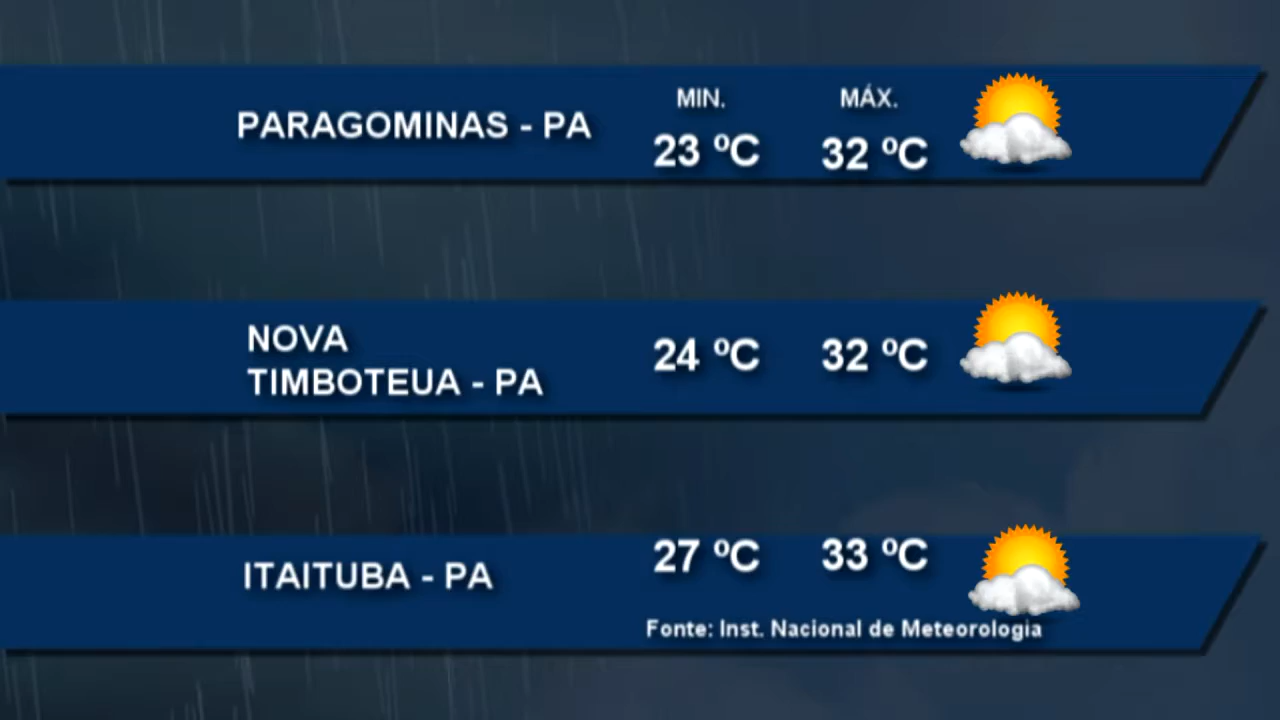 MIN. MÁX.
PARAGOMINAS - PA 23 ºC 32 ºC
NOVA
TIMBOTEUA - PA 24 ºC 32 ºC
ITAITUBA - PA 27 ºC 33 ºC
Fonte: Inst. Nacional de Meteorologia